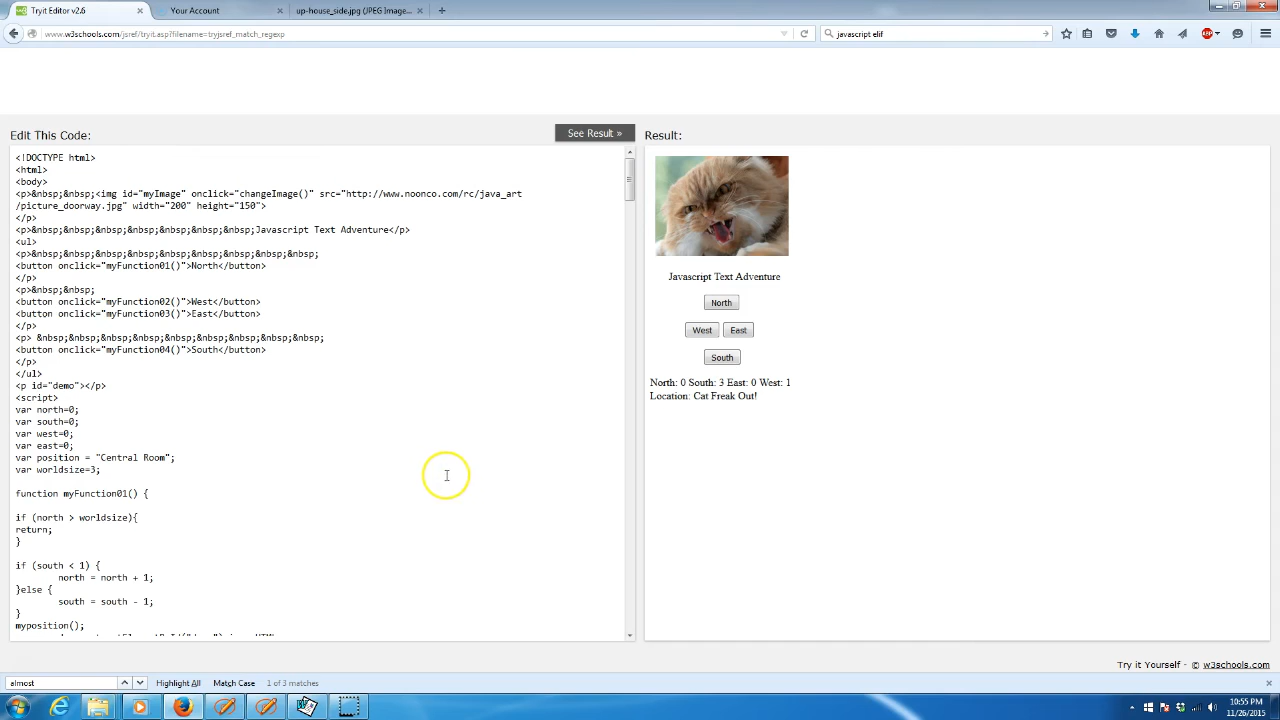 Tryit Editor v2.6
Your Account
up-house_side.jpg (JPEG Image...
www.w3schools.com/jsref/tryit.asp?filename=tryjsref_match_regexp
javascript elif
ABP
Edit This Code:
See Result »
Result:
<!DOCTYPE html>
<html>
<body>
<p>&nbsp;&nbsp;<img id="myImage" onclick="changeImage()" src="http://www.noonco.com/rc/java_art
/picture_doorway.jpg" width="200" height="150">
</p>
<p>&nbsp;&nbsp;&nbsp;&nbsp;&nbsp;&nbsp;&nbsp;Javascript Text Adventure</p>
<ul>
<p>&nbsp;&nbsp;&nbsp;&nbsp;&nbsp;&nbsp;&nbsp;&nbsp;&nbsp;
<button onclick="myFunction01()">North</button>
</p>
<p>&nbsp;&nbsp;
<button onclick="myFunction02()">West</button>
<button onclick="myFunction03()">East</button>
</p>
<p> &nbsp;&nbsp;&nbsp;&nbsp;&nbsp;&nbsp;&nbsp;&nbsp;&nbsp;
<button onclick="myFunction04()">South</button>
</p>
</ul>
<p id="demo"></p>
<script>
var north=0;
var south=0;
var west=0;
var east=0;
var position = "Central Room";
var worldsize=3;
function myFunction01() {
if (north > worldsize){
return;
}
if (south < 1) {
north = north + 1;
}else {
south = south - 1;
}
myposition();
Javascript Text Adventure
North
West East
South
North: 0 South: 3 East: 0 West: 1
Location: Cat Freak Out!
Try it Yourself - © w3schools.com
almost
Highlight All
Match Case
1 of 3 matches
10:55 PM
11/26/2015